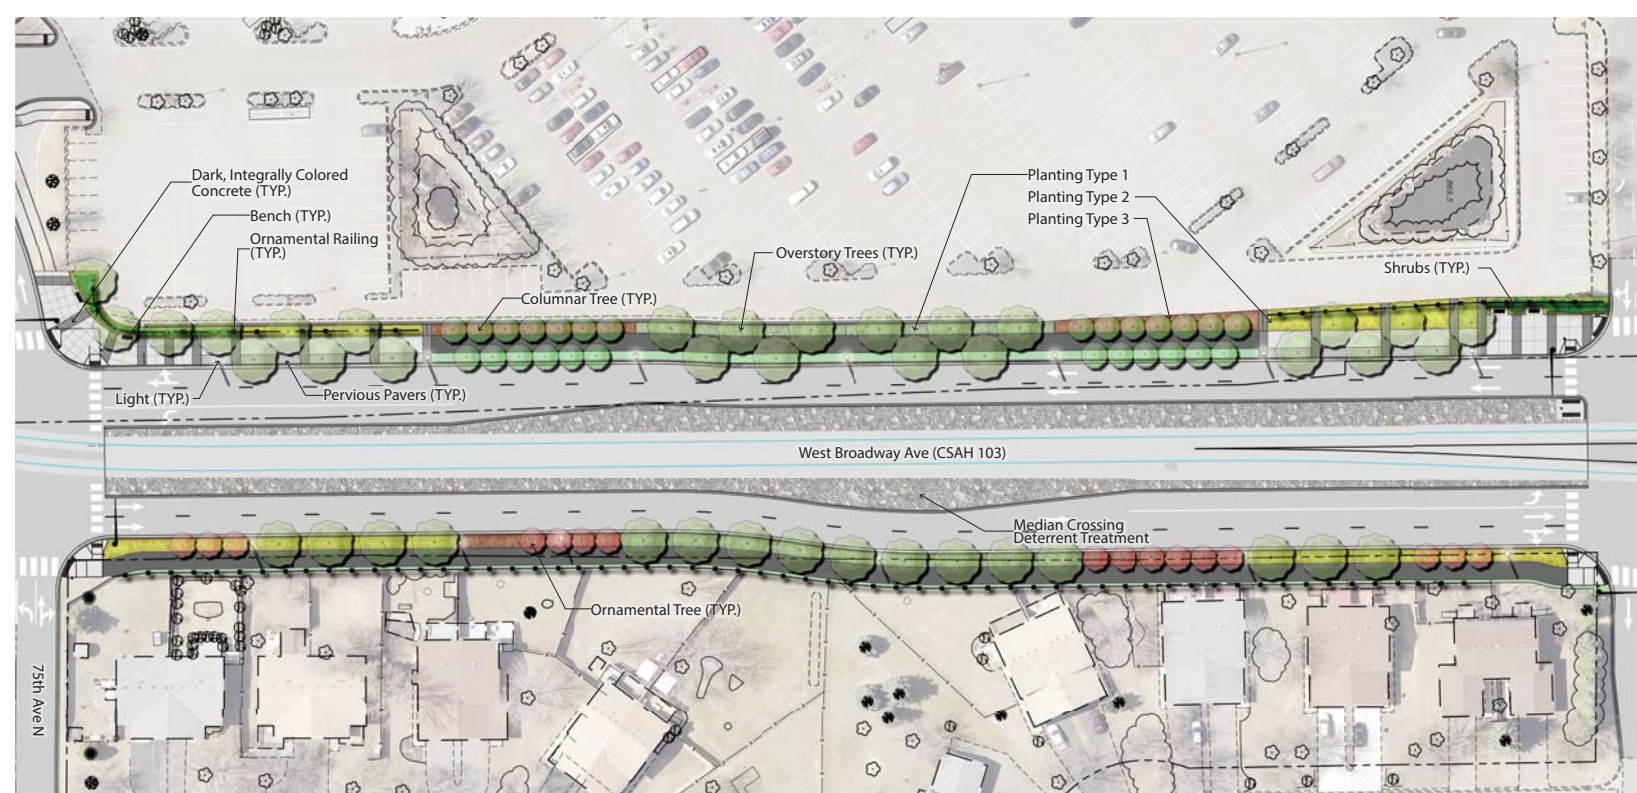 Dark, Integrally Colored
Concrete (TYP.)
Bench (TYP.)
Ornamental Railing
(TYP.)
Columnar Tree (TYP.)
Overstory Trees (TYP.)
Planting Type 1
Planting Type 2
Planting Type 3
Shrubs (TYP.)
869.5
Light (TYP.)
Pervious Pavers (TYP.)
West Broadway Ave (CSAH 103)
Median Crossing
Deterrent Treatment
Ornamental Tree (TYP.)
75th Ave N